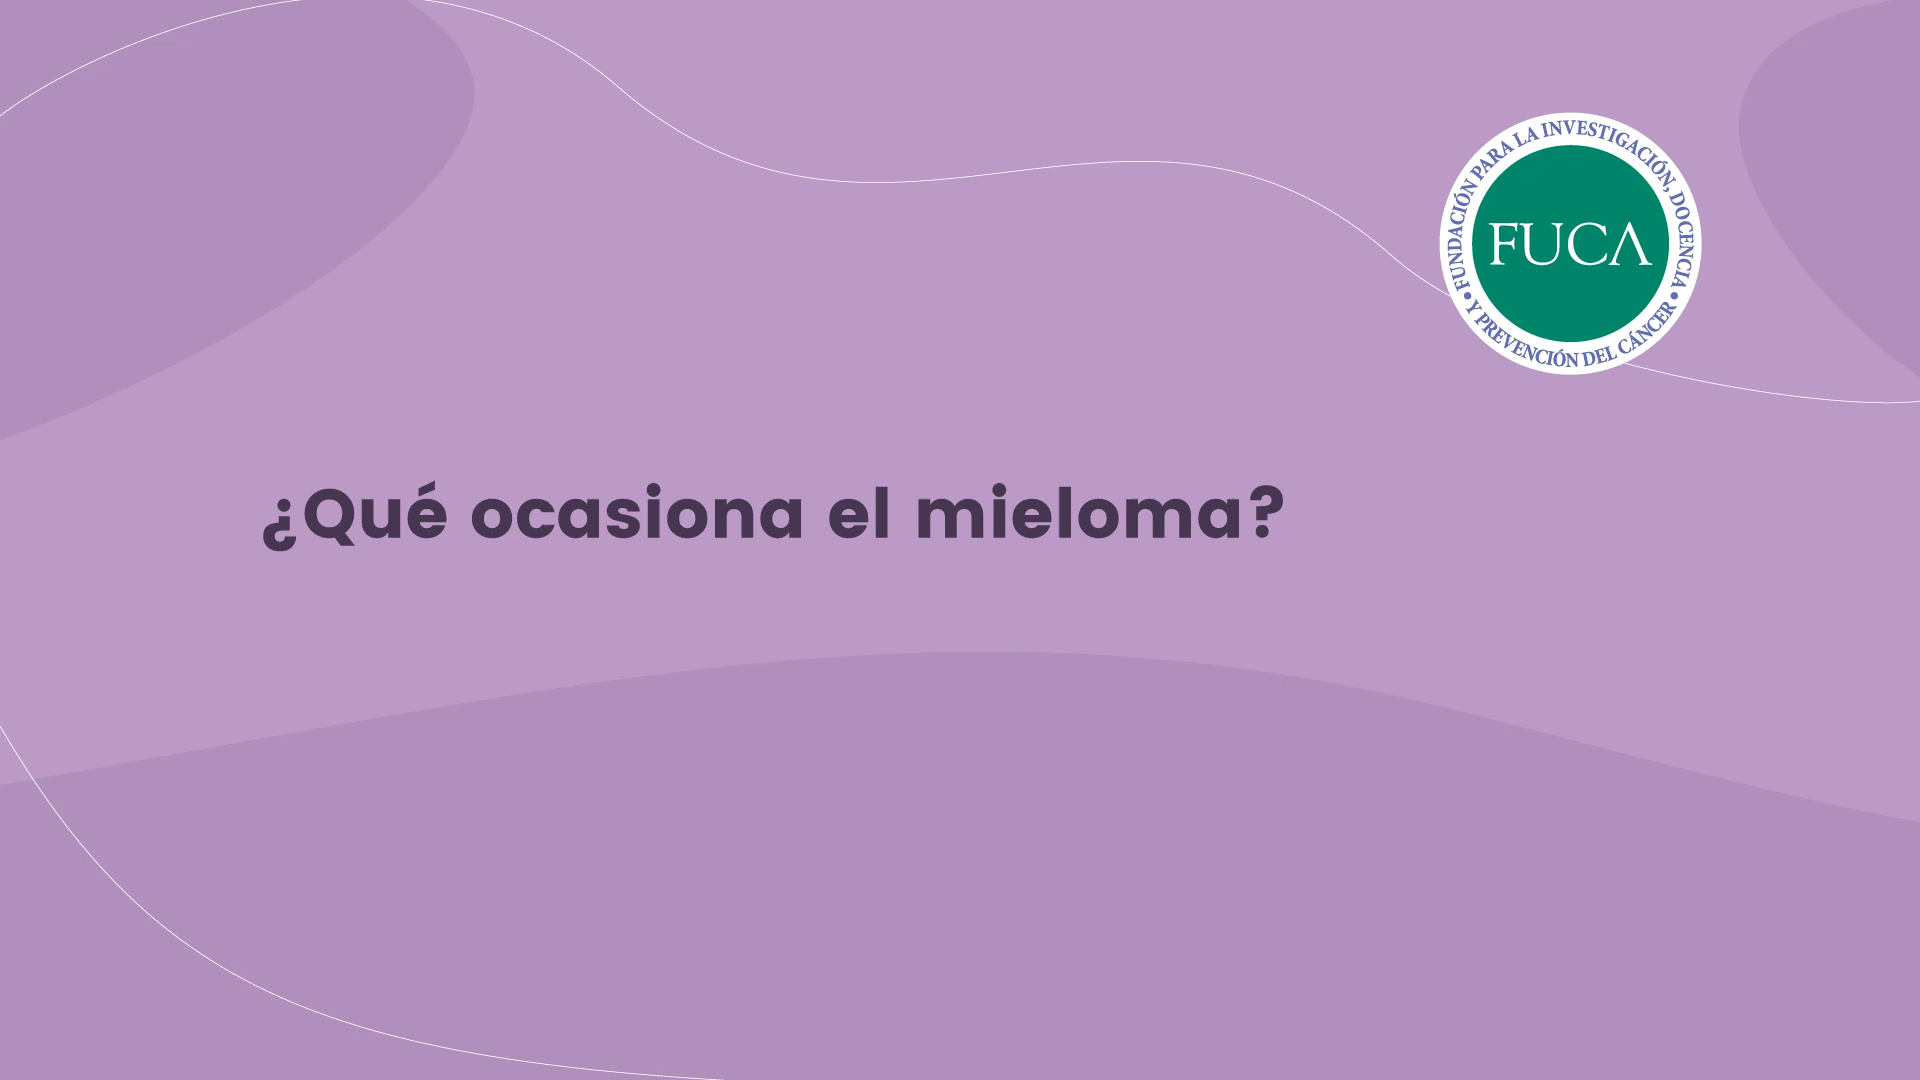 FUNDACIÓN PARA LA INVESTIGACIÓN, DOCENCIA
FUCA
• Y PREVENCIÓN DEL CÁNCER •
¿Qué ocasiona el mieloma?